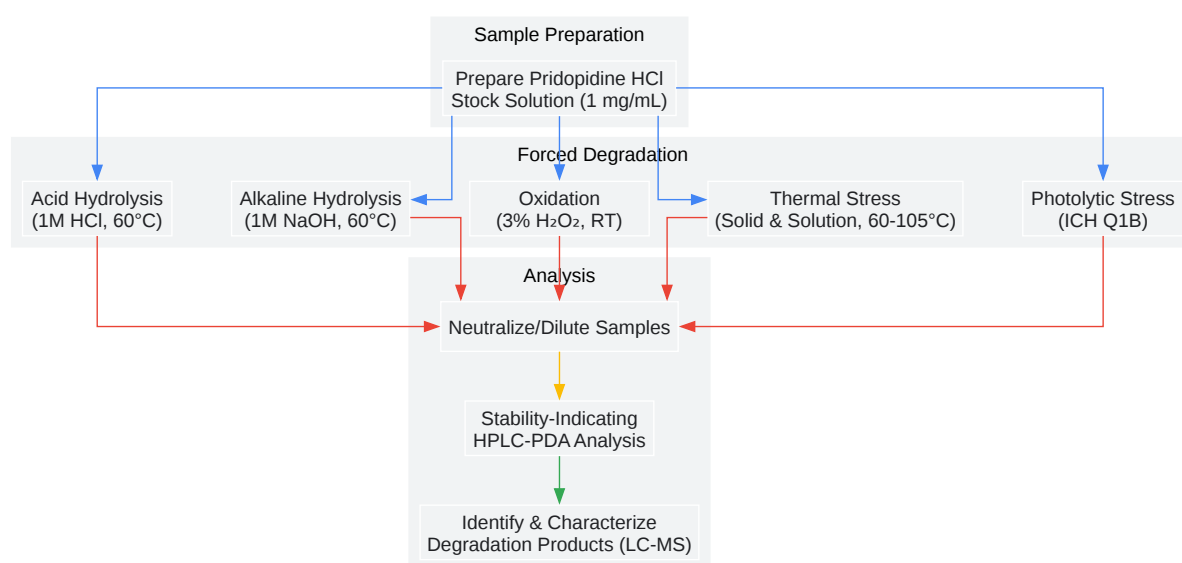 Sample Preparation
Prepare Pridopidine HCl
Stock Solution (1 mg/mL)
Forced Degradation
Acid Hydrolysis
(1M HCl, 60°C)
Alkaline Hydrolysis
(1M NaOH, 60°C)
Oxidation
(3% H₂O₂, RT)
Thermal Stress
(Solid & Solution, 60-105°C)
Photolytic Stress
(ICH Q1B)
Analysis
Neutralize/Dilute Samples
Stability-Indicating
HPLC-PDA Analysis
Identify & Characterize
Degradation Products (LC-MS)